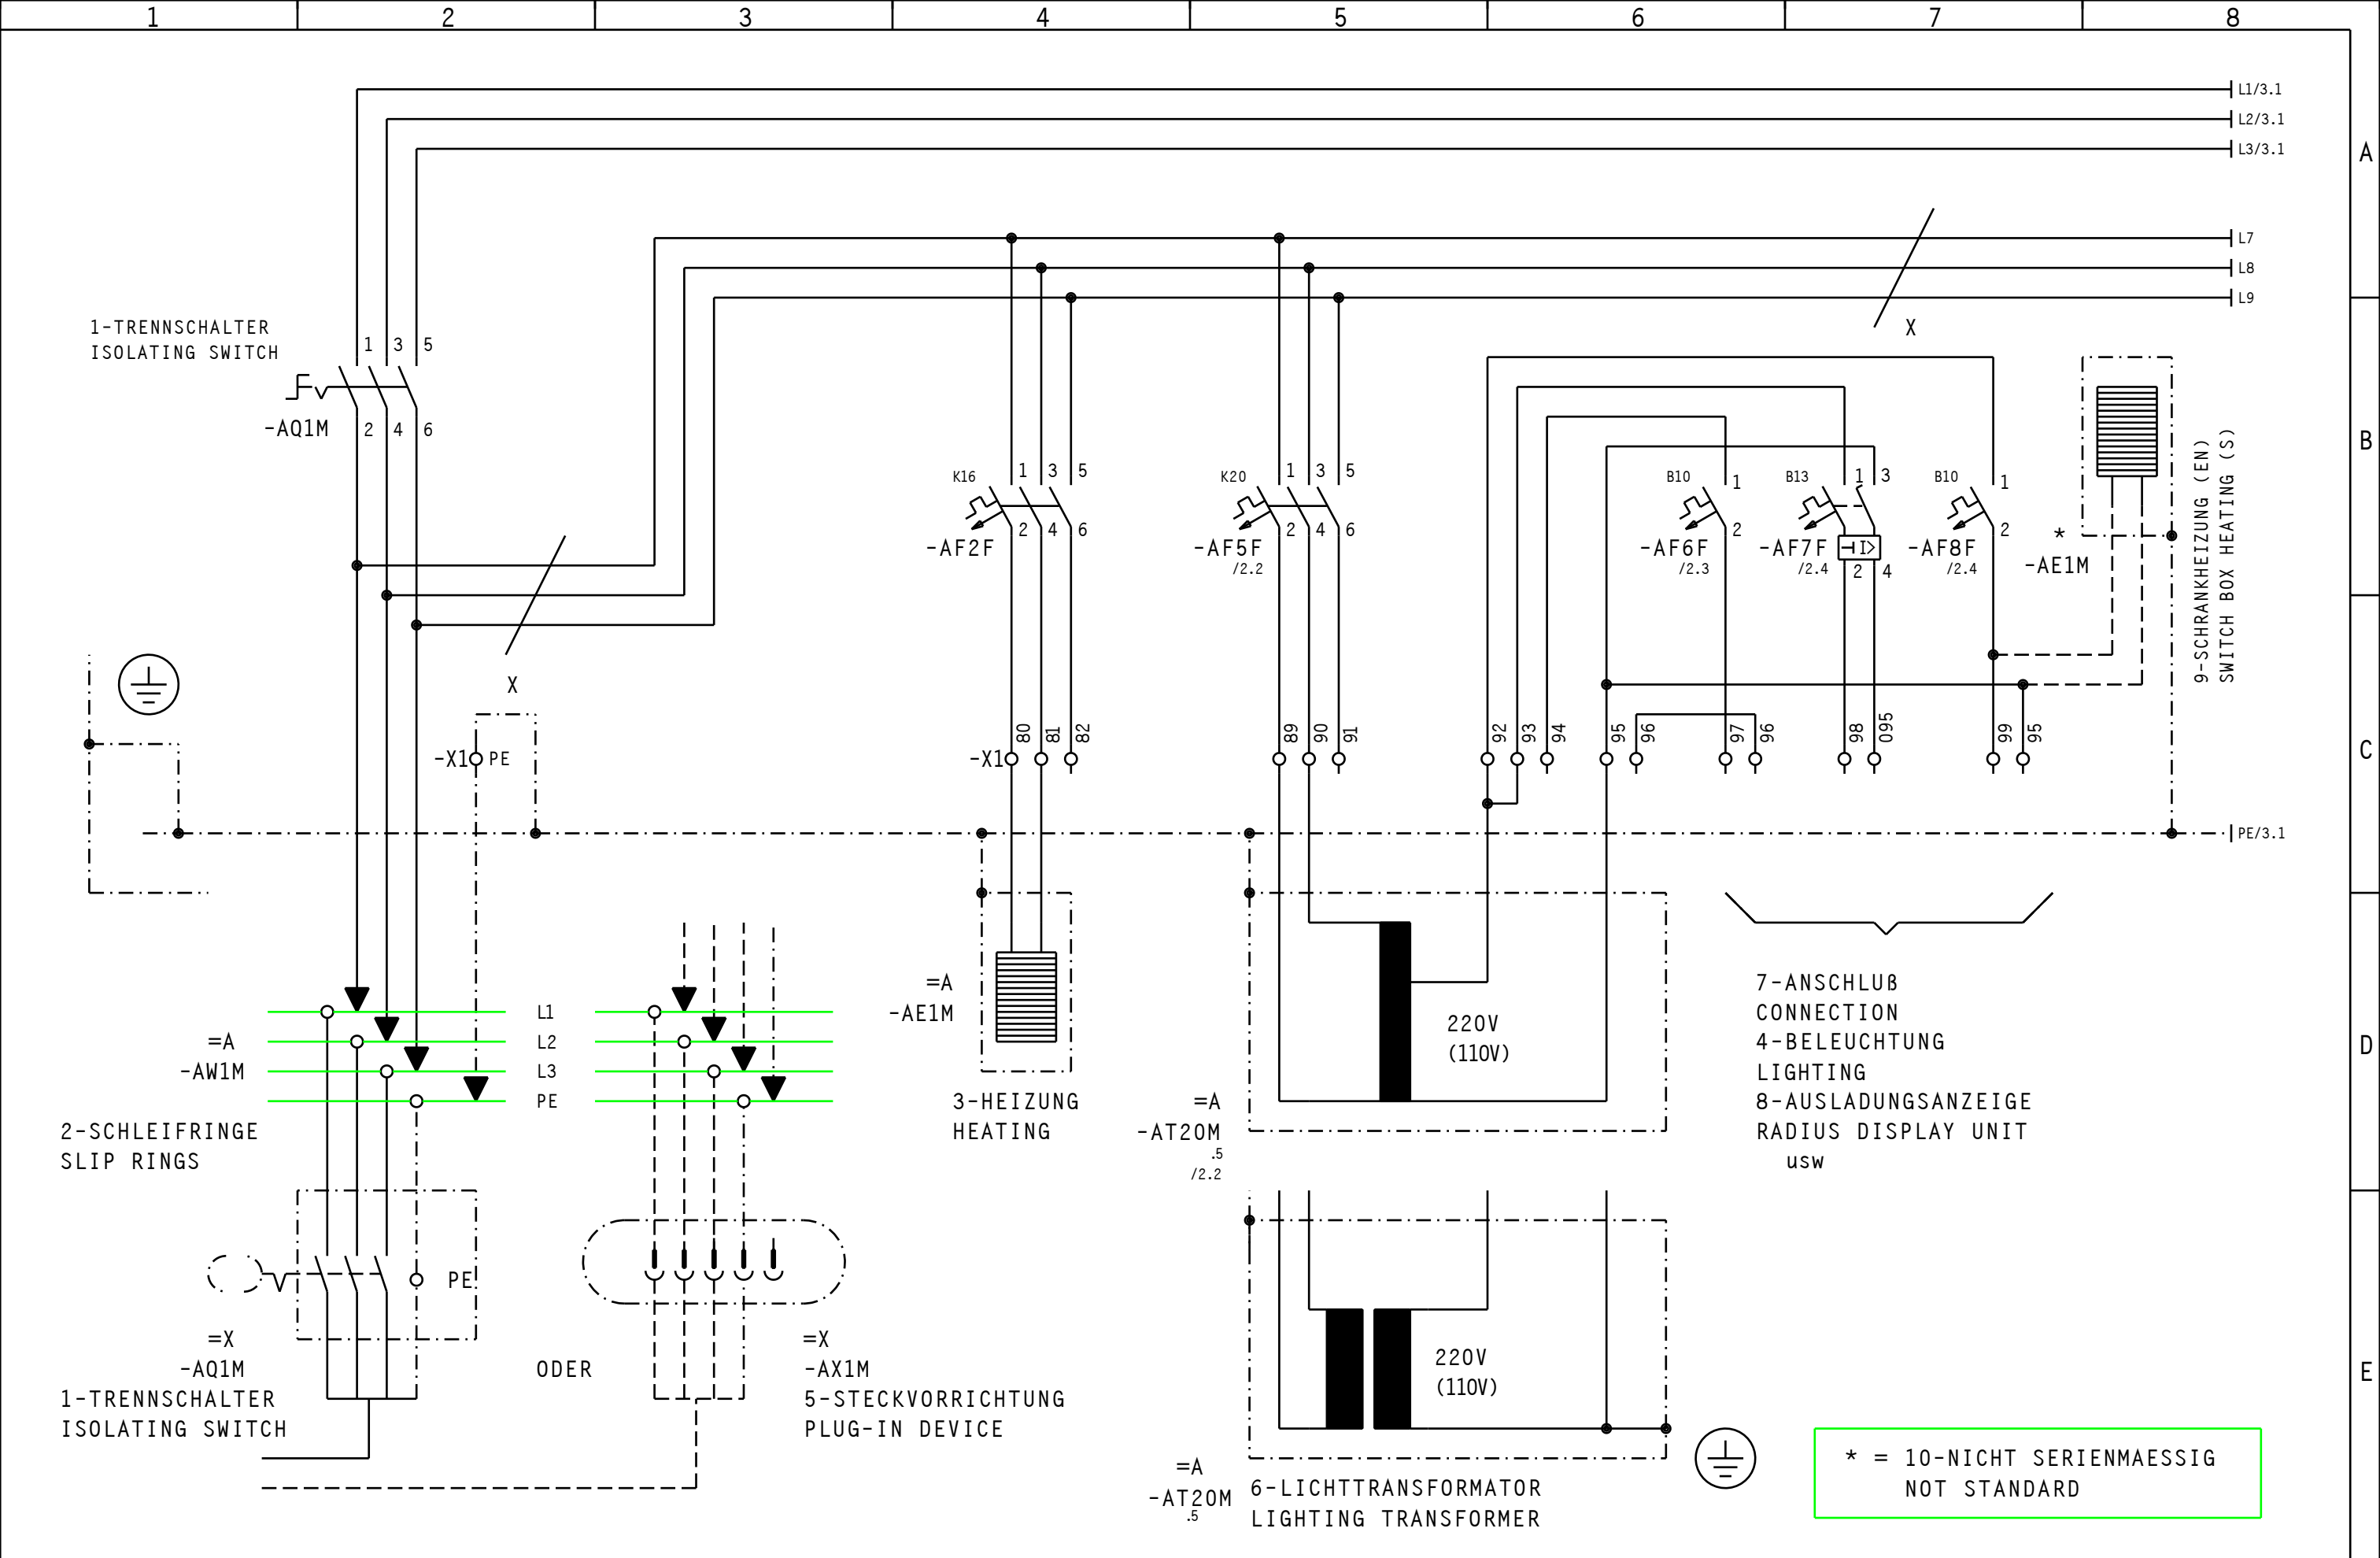 1 2 3 4 5 6 7 8
L1/3.1
L2/3.1
L3/3.1
A
L7
L8
L9
X
1-TRENNSCHALTER
ISOLATING SWITCH
1 3 5
-AQ1M
2 4 6
B
K16
1 3 5
2 4 6
-AF2F
K20
1 3 5
2 4 6
-AF5F
/2.2
B10
1
2
-AF6F
/2.3
B13
1 3
-AF7F
I>
/2.4
2 4
B10
1
2
-AF8F
/2.4
*
-AE1M
9-SCHRANKHEIZUNG (EN)
SWITCH BOX HEATING (S)
X
-X1 PE
-X1
80 81 82
89 90 91
92 93 94
95 96
97 96
98 095
99 95
C
PE/3.1
L1
L2
L3
PE
=A
-AW1M
2-SCHLEIFRINGE
SLIP RINGS
=A
-AE1M
3-HEIZUNG
HEATING
220V
(110V)
=A
-AT20M
.5
/2.2
7-ANSCHLUß
CONNECTION
4-BELEUCHTUNG
LIGHTING
8-AUSLADUNGSANZEIGE
RADIUS DISPLAY UNIT
usw
D
PE
=X
-AQ1M
1-TRENNSCHALTER
ISOLATING SWITCH
ODER
=X
-AX1M
5-STECKVORRICHTUNG
PLUG-IN DEVICE
220V
(110V)
=A
-AT20M
.5
6-LICHTTRANSFORMATOR
LIGHTING TRANSFORMER
E
* = 10-NICHT SERIENMAESSIG
NOT STANDARD